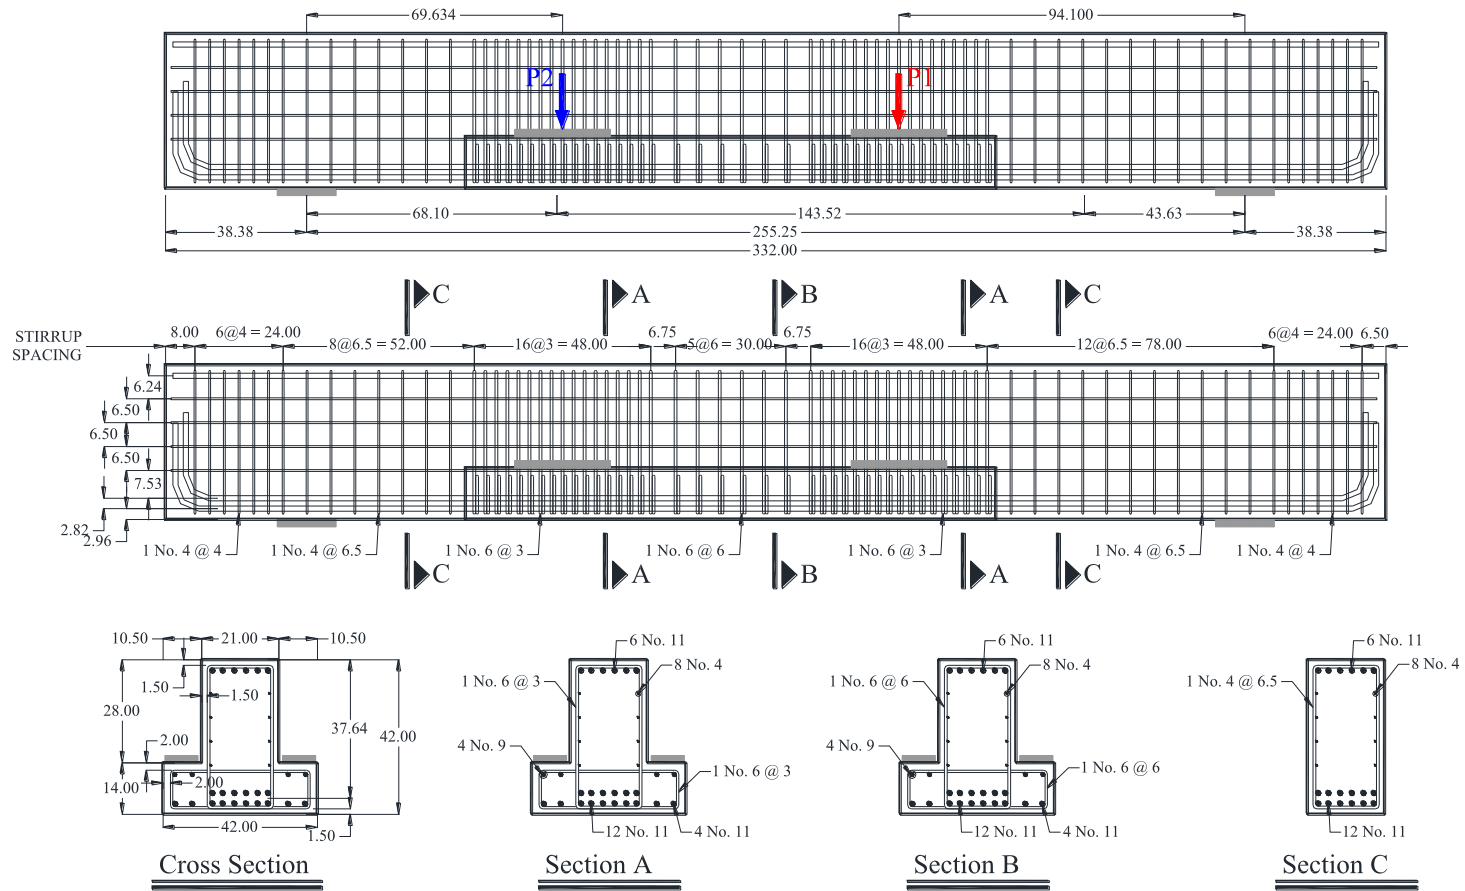 69.634
94.100
P2
P1
68.10
143.52
43.63
38.38
255.25
38.38
332.00
C
A
B
A
C
STIRRUP
SPACING
8.00
6@4 = 24.00
8@6.5 = 52.00
16@3 = 48.00
6.75
5@6 = 30.00
6.75
16@3 = 48.00
12@6.5 = 78.00
6@4 = 24.00
6.50
6.24
6.50
6.50
6.50
7.53
2.82
2.96
1 No. 4 @ 4
1 No. 4 @ 6.5
1 No. 6 @ 3
1 No. 6 @ 6
1 No. 6 @ 3
1 No. 4 @ 6.5
1 No. 4 @ 4
C
A
B
A
C
10.50
21.00
10.50
1.50
1.50
28.00
37.64
42.00
2.00
2.00
14.00
42.00
1.50
Cross Section
6 No. 11
8 No. 4
1 No. 6 @ 3
4 No. 9
1 No. 6 @ 3
12 No. 11
4 No. 11
Section A
6 No. 11
8 No. 4
1 No. 6 @ 6
4 No. 9
1 No. 6 @ 6
12 No. 11
4 No. 11
Section B
6 No. 11
8 No. 4
1 No. 4 @ 6.5
12 No. 11
Section C